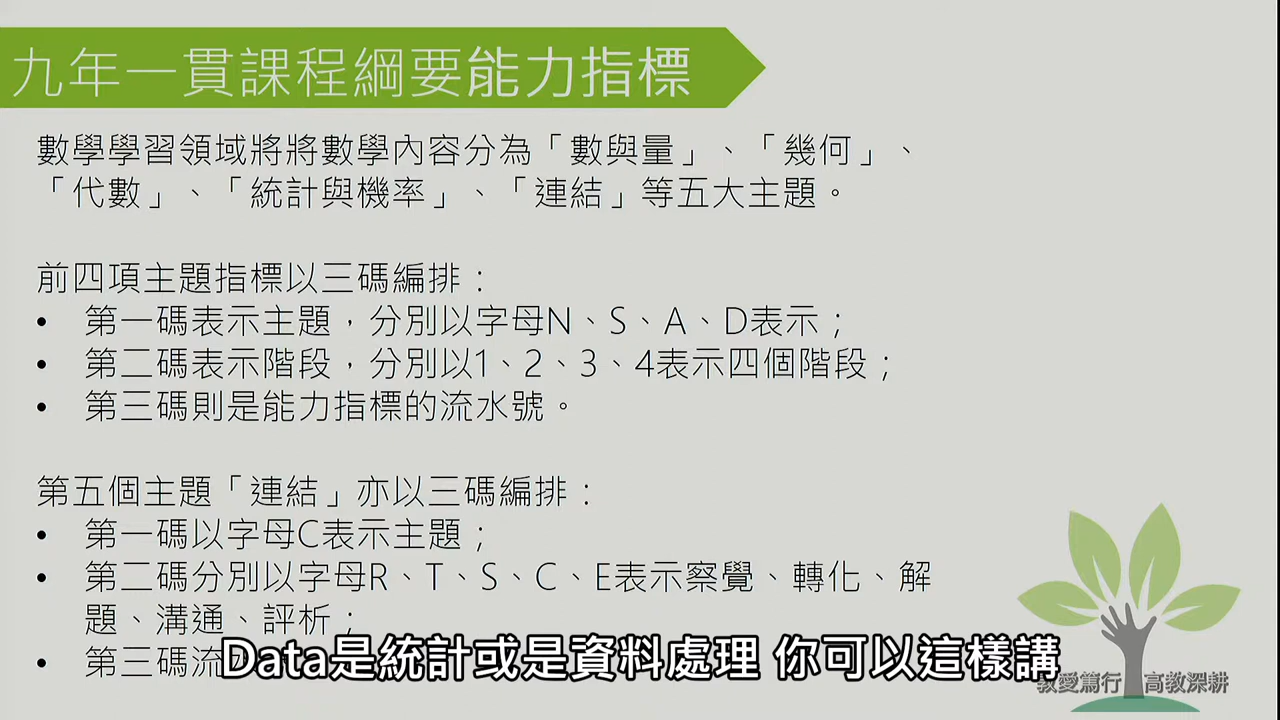 九年一貫課程綱要能力指標
數學學習領域將將數學內容分為「數與量」、「幾何」、
「代數」、「統計與機率」、「連結」等五大主題。
前四項主題指標以三碼編排：
• 第一碼表示主題，分別以字母N、S、A、D表示；
• 第二碼表示階段，分別以1、2、3、4表示四個階段；
• 第三碼則是能力指標的流水號。
第五個主題「連結」亦以三碼編排：
• 第一碼以字母C表示主題；
• 第二碼分別以字母R、T、S、C、E表示察覺、轉化、解
題、溝通、評析；
• 第三碼流
Data是統計或是資料處理 你可以這樣講
教愛篤行 高教深耕